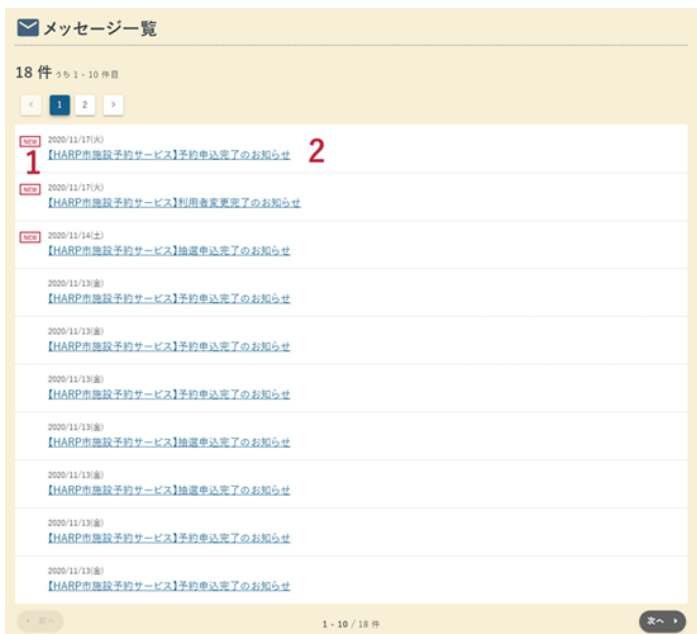 メッセージ一覧
18 件 うち 1 - 10 件目
< 1 2 >
NEW 2020/11/17(火)
1 【HARP市施設予約サービス】予約申込完了のお知らせ 2
NEW 2020/11/17(火)
【HARP市施設予約サービス】利用者変更完了のお知らせ
NEW 2020/11/14(土)
【HARP市施設予約サービス】抽選申込完了のお知らせ
2020/11/13(金)
【HARP市施設予約サービス】予約申込完了のお知らせ
2020/11/13(金)
【HARP市施設予約サービス】予約申込完了のお知らせ
2020/11/13(金)
【HARP市施設予約サービス】予約申込完了のお知らせ
2020/11/13(金)
【HARP市施設予約サービス】抽選申込完了のお知らせ
2020/11/13(金)
【HARP市施設予約サービス】抽選申込完了のお知らせ
2020/11/13(金)
【HARP市施設予約サービス】予約申込完了のお知らせ
2020/11/13(金)
【HARP市施設予約サービス】予約申込完了のお知らせ
前へ 1 - 10 / 18 件 次へ